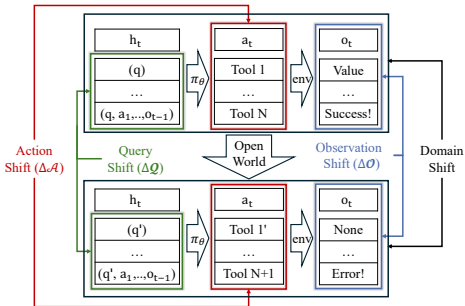 h_t
a_t
o_t
(q)
...
(q, a_1,..,o_{t-1})
π_θ
Tool 1
...
Tool N
env
Value
...
Success!
Action
Shift (Δ𝒜)
Query
Shift (Δ𝒬)
Open
World
Observation
Shift (Δ𝒪)
Domain
Shift
h_t
a_t
o_t
(q')
...
(q', a_1,..,o_{t-1})
π_θ
Tool 1'
...
Tool N+1
env
None
...
Error!